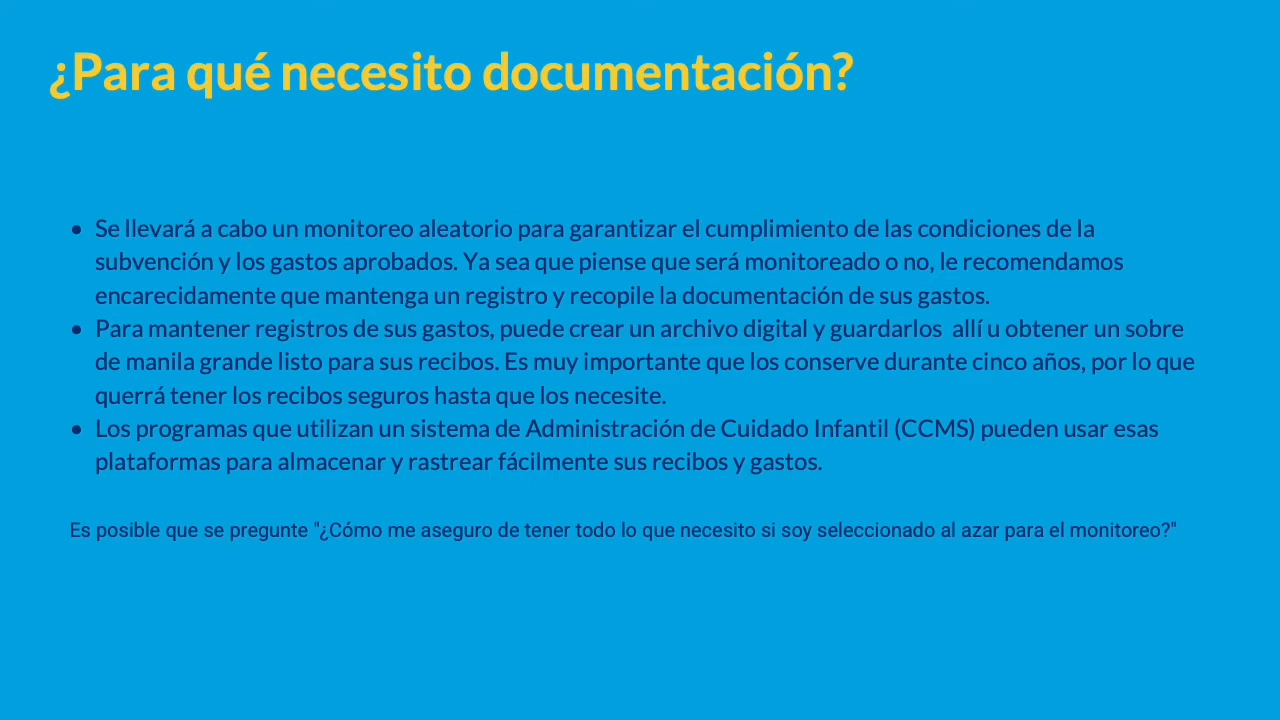 ¿Para qué necesito documentación?
• Se llevará a cabo un monitoreo aleatorio para garantizar el cumplimiento de las condiciones de la
subvención y los gastos aprobados. Ya sea que piense que será monitoreado o no, le recomendamos
encarecidamente que mantenga un registro y recopile la documentación de sus gastos.
• Para mantener registros de sus gastos, puede crear un archivo digital y guardarlos  allí u obtener un sobre
de manila grande listo para sus recibos. Es muy importante que los conserve durante cinco años, por lo que
querrá tener los recibos seguros hasta que los necesite.
• Los programas que utilizan un sistema de Administración de Cuidado Infantil (CCMS) pueden usar esas
plataformas para almacenar y rastrear fácilmente sus recibos y gastos.
Es posible que se pregunte "¿Cómo me aseguro de tener todo lo que necesito si soy seleccionado al azar para el monitoreo?"